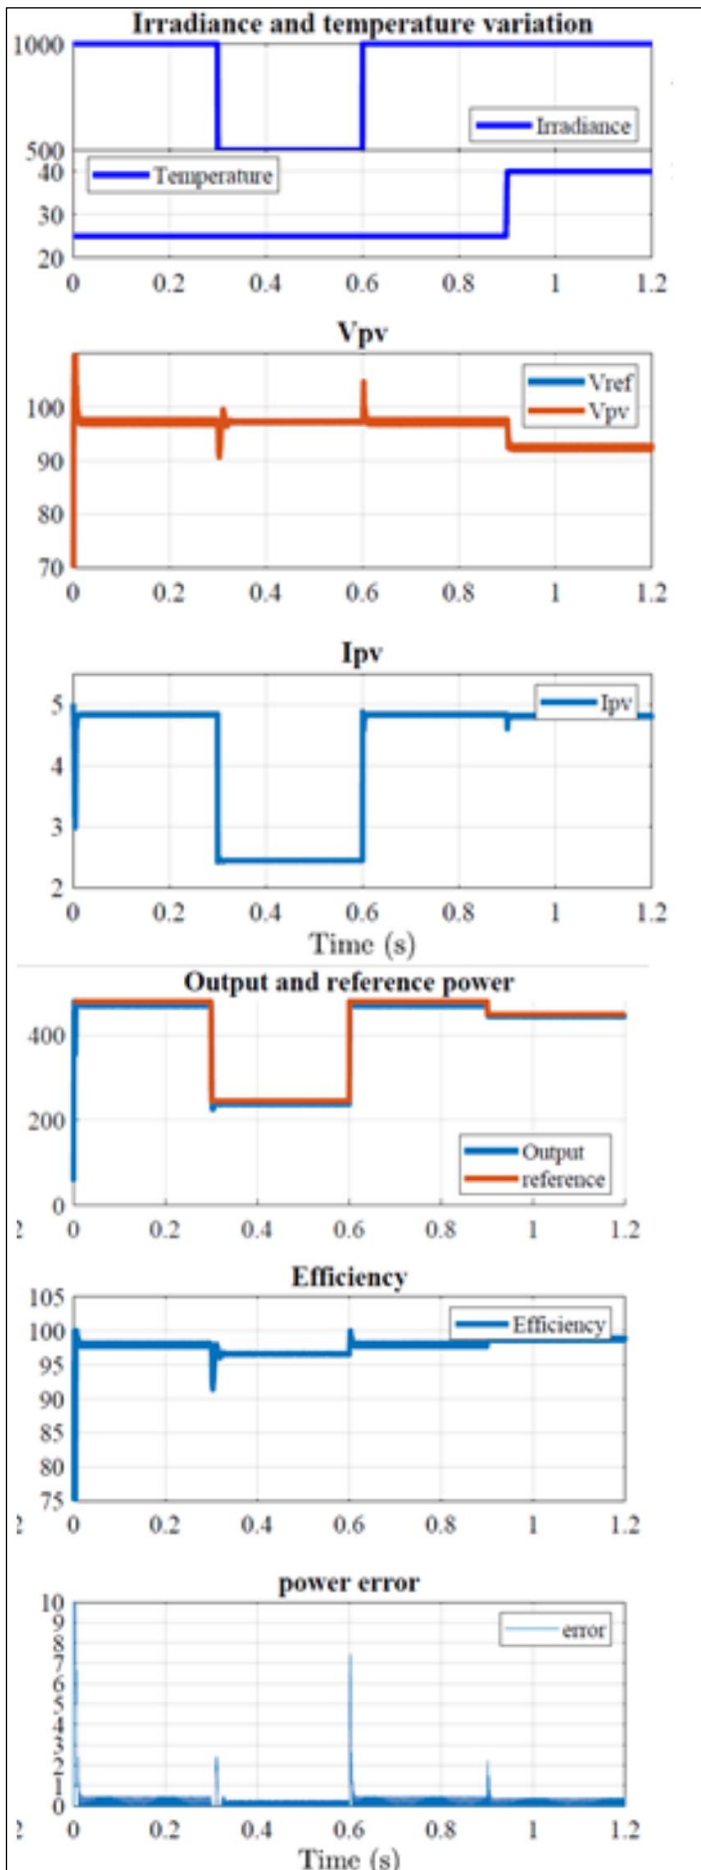 Irradiance and temperature variation
1000
Irradiance
500
Temperature
40
30
20
0 0.2 0.4 0.6 0.8 1 1.2
Vpv
Vref
Vpv
100
90
80
70
0 0.2 0.4 0.6 0.8 1 1.2
Ipv
5
Ipv
4
3
2
0 0.2 0.4 0.6 0.8 1 1.2
Time (s)
Output and reference power
400
200
Output
reference
0
2 0 0.2 0.4 0.6 0.8 1 1.2
Efficiency
105
100
Efficiency
95
90
85
80
75
2 0 0.2 0.4 0.6 0.8 1 1.2
power error
10
9
error
8
7
6
5
4
3
2
1
0
2 0 0.2 0.4 0.6 0.8 1 1.2
Time (s)